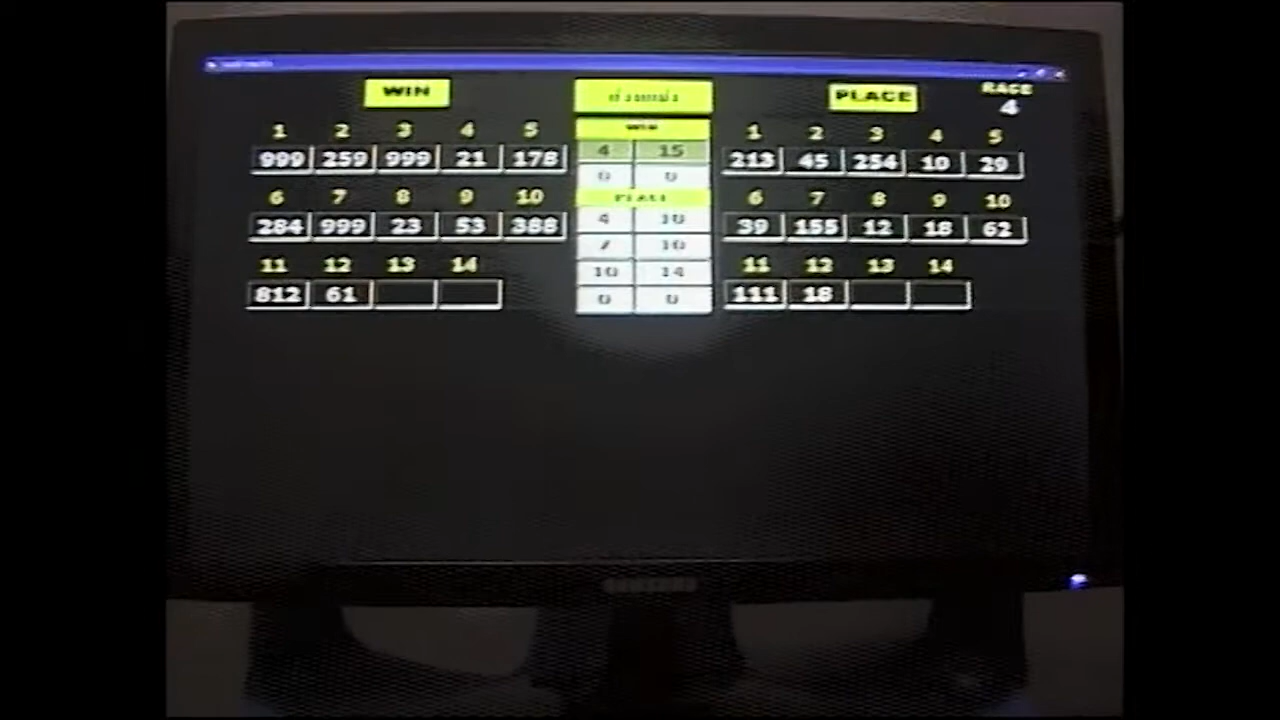 WIN
PLACE
RACE
4
1 2 3 4 5
999 259 999 21 178
6 7 8 9 10
284 999 23 53 388
11 12 13 14
812 61
WIN
4 15
0 0
PLACE
4 10
7 10
10 14
0 0
1 2 3 4 5
213 45 254 10 29
6 7 8 9 10
39 155 12 18 62
11 12 13 14
111 18
SAMSUNG